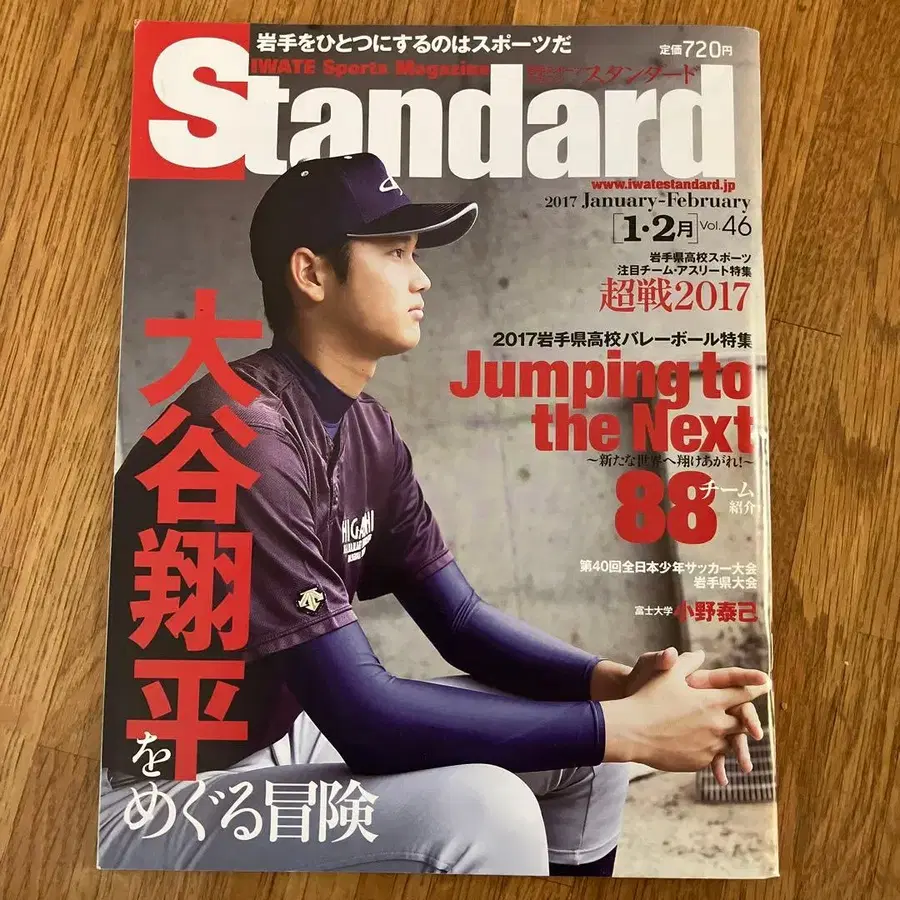 岩手をひとつにするのはスポーツだ
定価720円
IWATE Sports Magazine
スタンダード
Standard
www.iwatestandard.jp
2017 January-February
[1・2月] Vol.46
岩手県高校スポーツ
注目チーム・アスリート特集
超戦2017
2017岩手県高校バレーボール特集
Jumping to
the Next
~新たな世界へ翔けあがれ!~
88チーム紹介
第40回全日本少年サッカー大会
岩手県大会
富士大学 小野泰己
大谷翔平をめぐる冒険